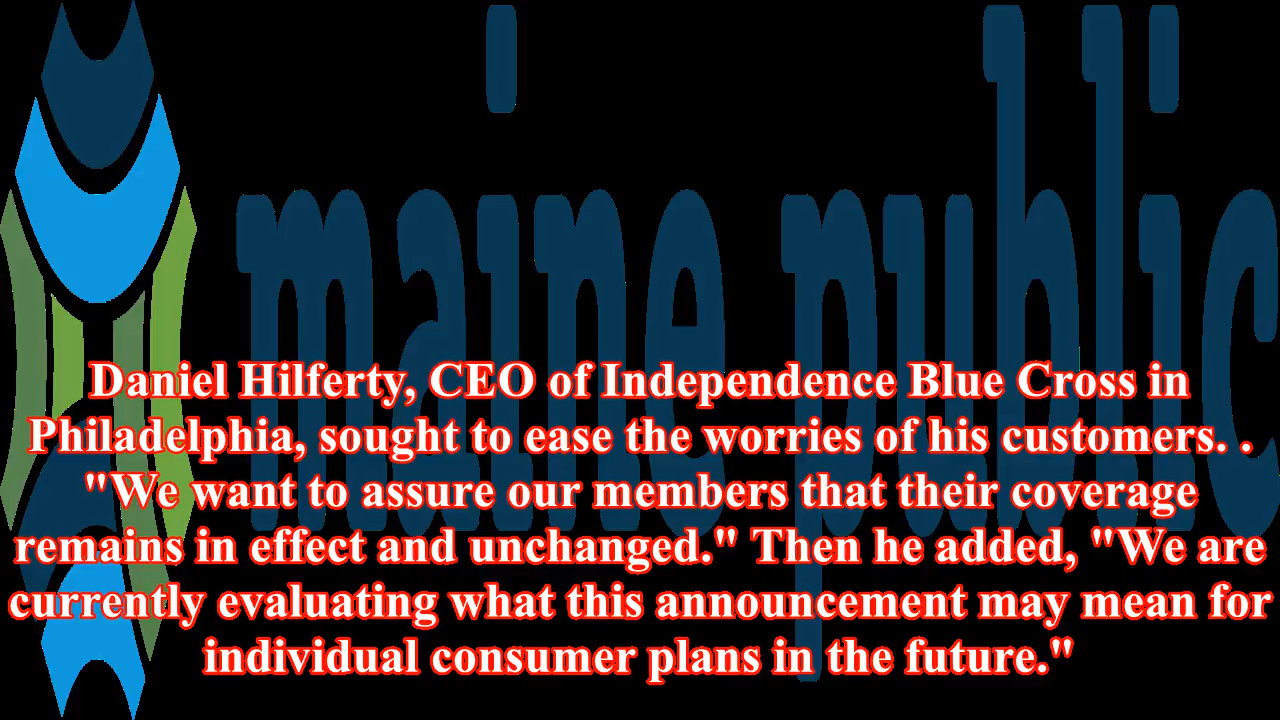 maine public
Daniel Hilferty, CEO of Independence Blue Cross in
Philadelphia, sought to ease the worries of his customers. .
"We want to assure our members that their coverage
remains in effect and unchanged." Then he added, "We are
currently evaluating what this announcement may mean for
individual consumer plans in the future."